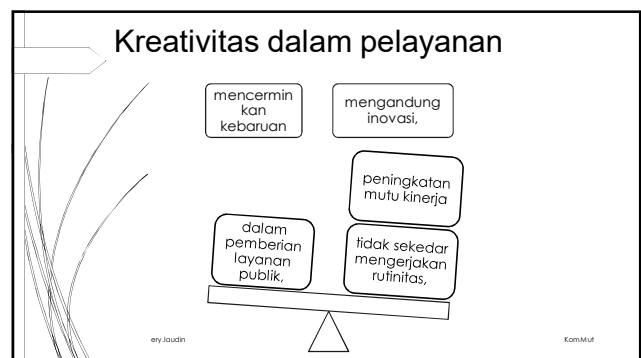 Kreativitas dalam pelayanan
mencermin
kan
kebaruan
mengandung
inovasi,
peningkatan
mutu kinerja
dalam
pemberian
layanan
publik,
tidak sekedar
mengerjakan
rutinitas,
ery.laudin
KomMut